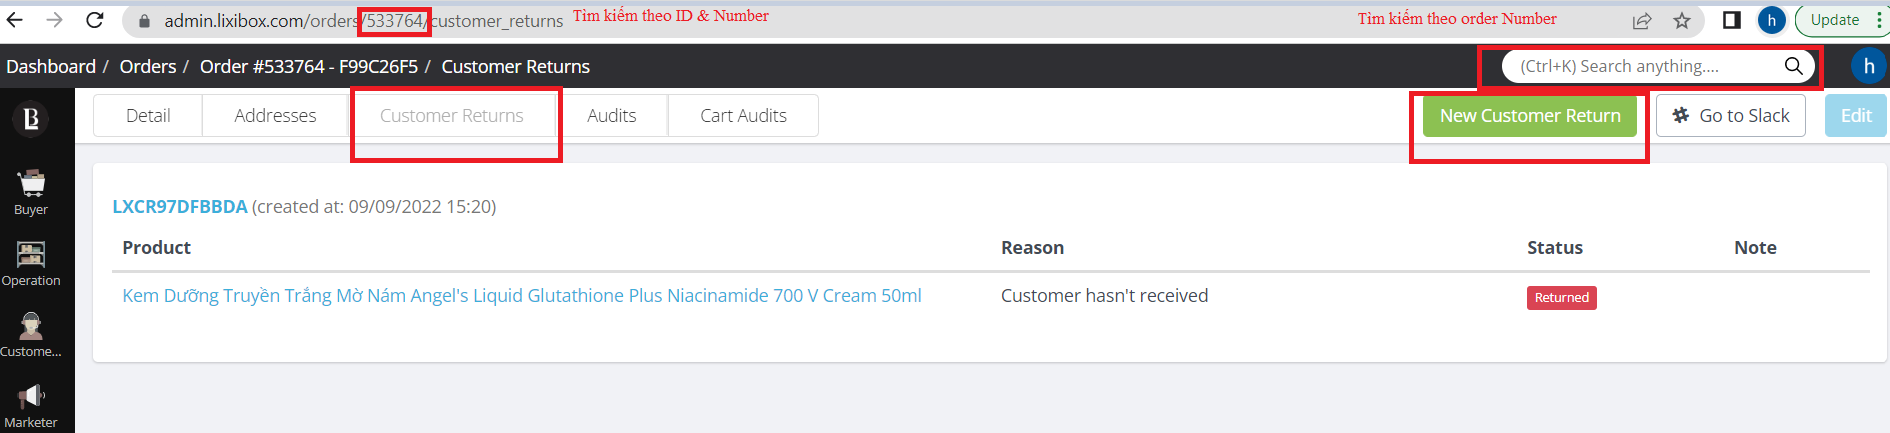 admin.lixibox.com/orders/533764/customer_returns Tìm kiếm theo ID & Number Tìm kiếm theo order Number h Update
Dashboard / Orders / Order #533764 - F99C26F5 / Customer Returns (Ctrl+K) Search anything.... h
Detail Addresses Customer Returns Audits Cart Audits New Customer Return Go to Slack Edit
Buyer
Operation
Custome...
Marketer
LXCR97DFBBDA (created at: 09/09/2022 15:20)
Product Reason Status Note
Kem Dưỡng Truyền Trắng Mờ Nám Angel's Liquid Glutathione Plus Niacinamide 700 V Cream 50ml Customer hasn't received Returned